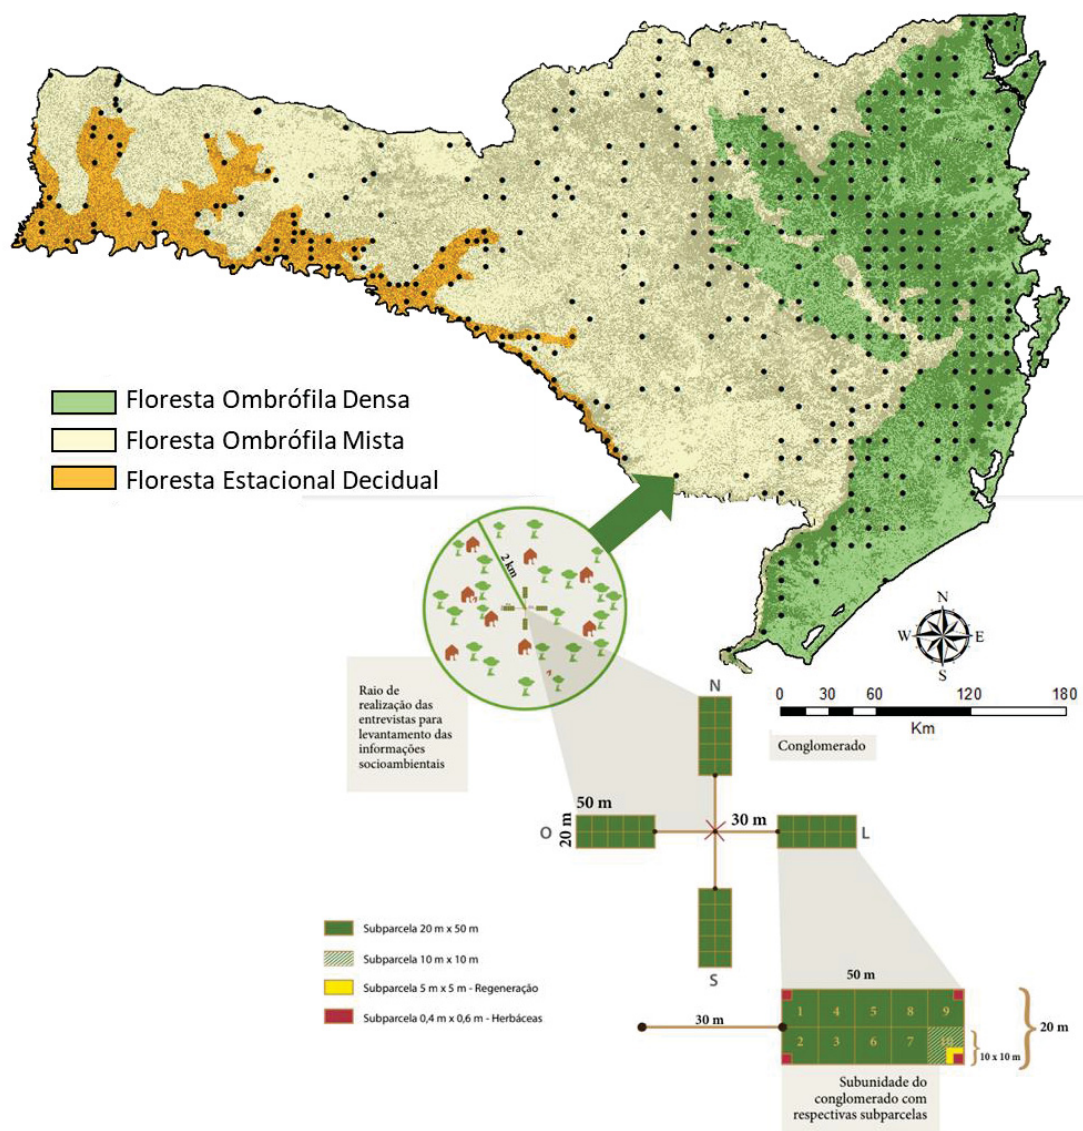 Floresta Ombrófila Densa
Floresta Ombrófila Mista
Floresta Estacional Decidual
2 km
N
W
E
S
0 30 60 120 180
Km
Raio de
realização das
entrevistas para
levantamento das
informações
socioambientais
Conglomerado
N
50 m
20 m
O
30 m
L
S
Subparcela 20 m x 50 m
Subparcela 10 m x 10 m
Subparcela 5 m x 5 m - Regeneração
Subparcela 0,4 m x 0,6 m - Herbáceas
50 m
30 m
1 4 5 8 9
2 3 6 7 10
20 m
10 x 10 m
Subunidade do
conglomerado com
respectivas subparcelas